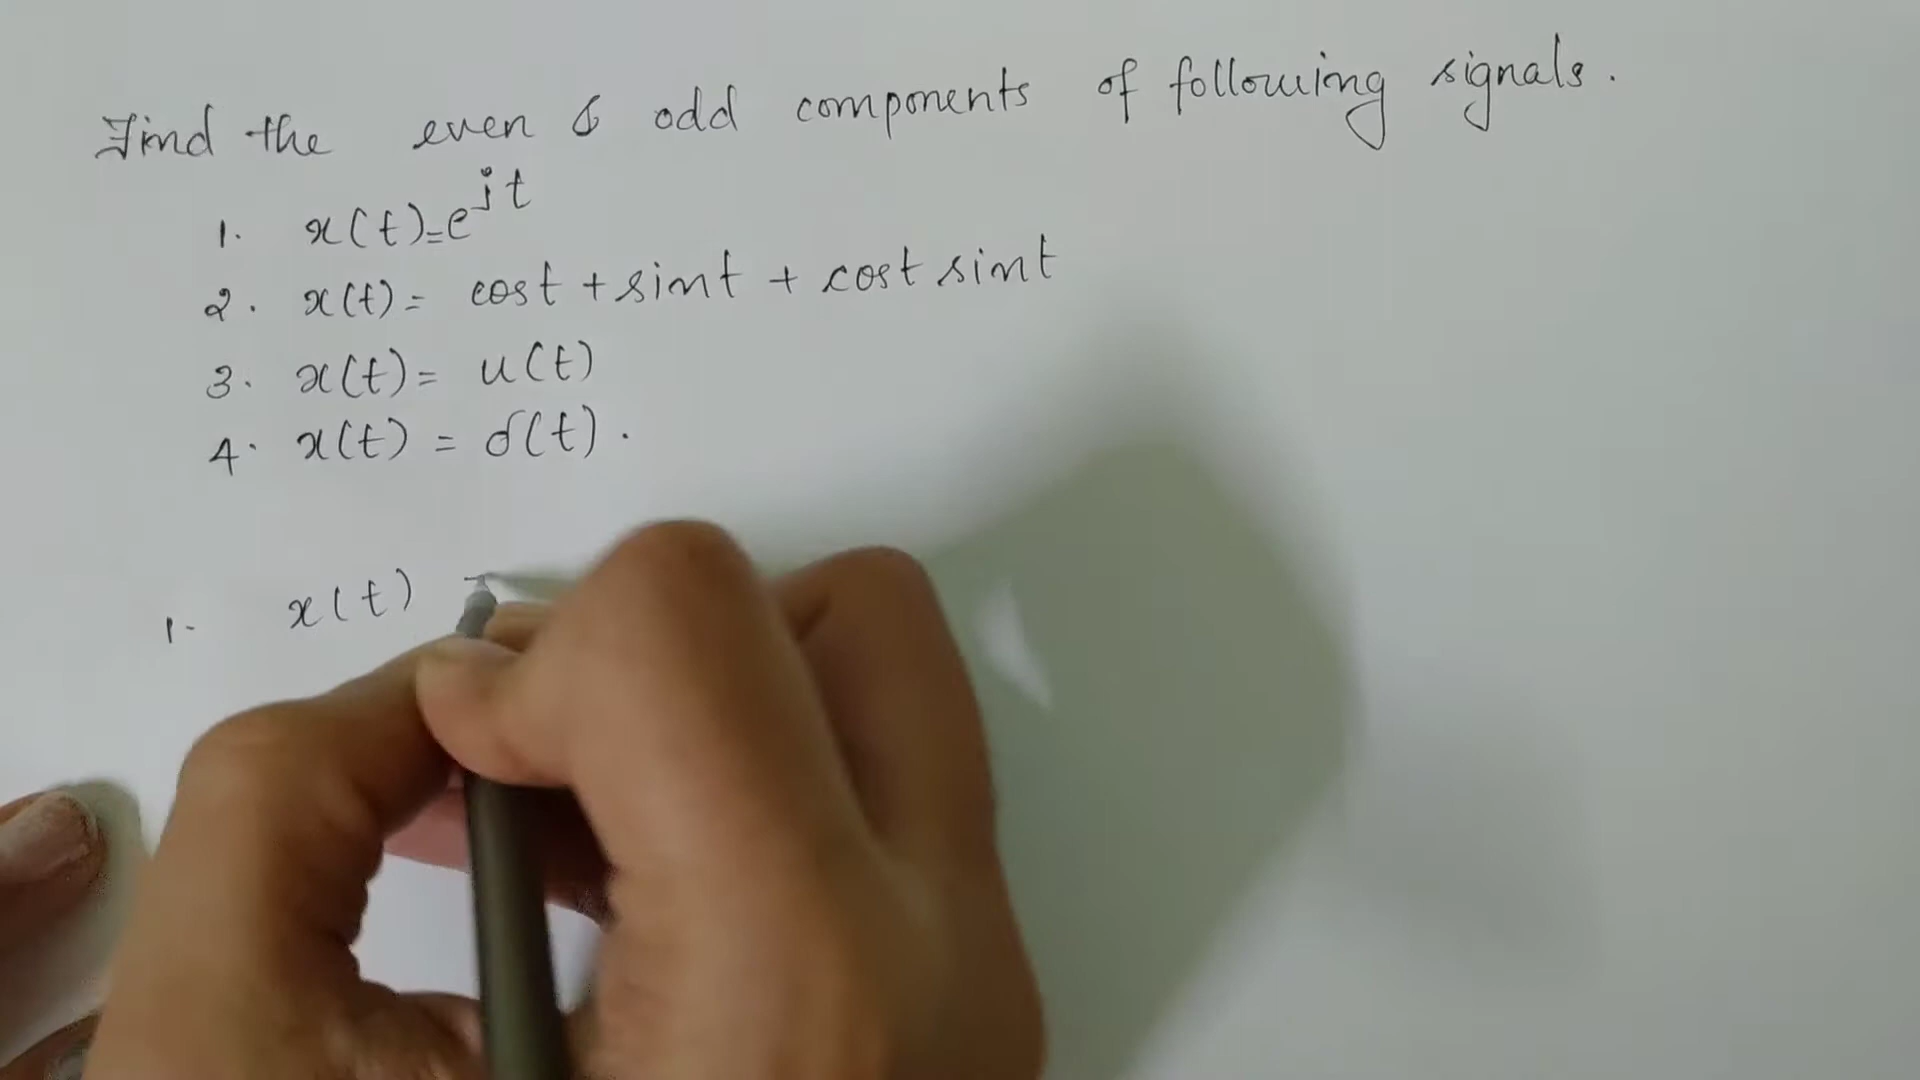 Find the even & odd components of following signals.
1. x(t)=e^jt
2. x(t)= cost + sint + cost sint
3. x(t)= u(t)
4. x(t) = δ(t).
1. x(t)